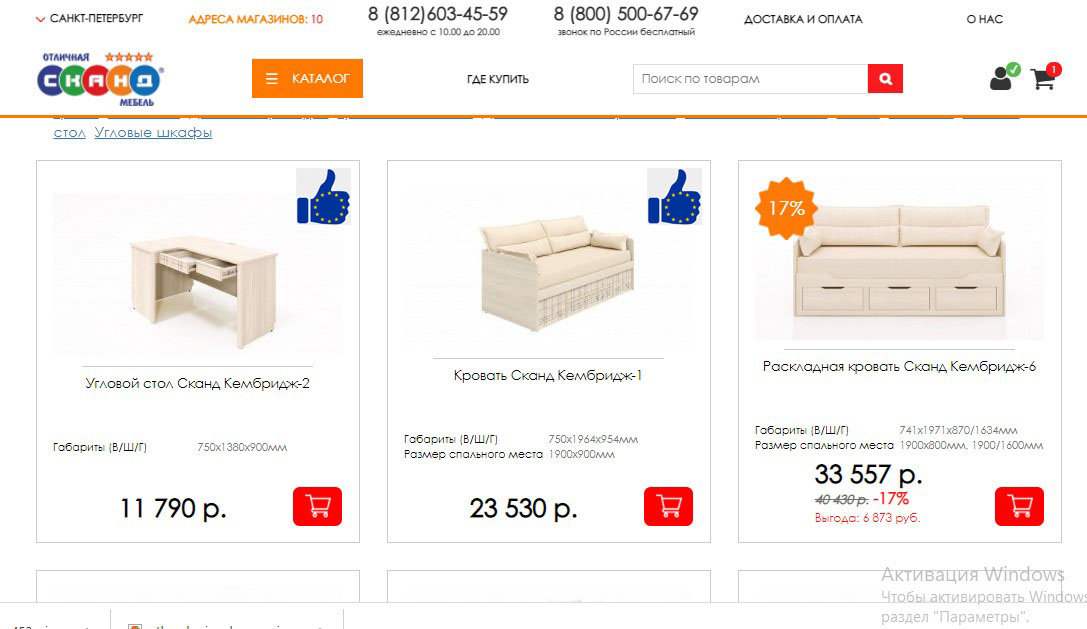 САНКТ-ПЕТЕРБУРГ
АДРЕСА МАГАЗИНОВ: 10
8 (812)603-45-59
ежедневно с 10.00 до 20.00
8 (800) 500-67-69
звонок по России бесплатный
ДОСТАВКА И ОПЛАТА
О НАС
ОТЛИЧНАЯ
СКАНД
МЕБЕЛЬ
КАТАЛОГ
ГДЕ КУПИТЬ
Поиск по товарам
1
стол Угловые шкафы
17%
Угловой стол Сканд Кембридж-2
Габариты (В/Ш/Г) 750x1380x900мм
11 790 р.
Кровать Сканд Кембридж-1
Габариты (В/Ш/Г) 750x1964x954мм
Размер спального места 1900x900мм
23 530 р.
Раскладная кровать Сканд Кембридж-6
Габариты (В/Ш/Г) 741x1971x870/1634мм
Размер спального места 1900x800мм, 1900/1600мм
33 557 р.
40 430 р. -17%
Выгода: 6 873 руб.
Активация Windows
Чтобы активировать Windows
раздел "Параметры".